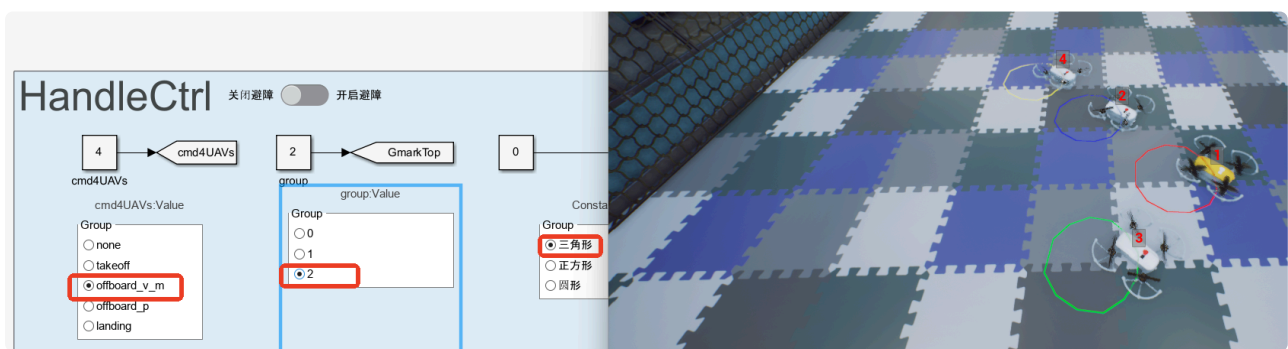 HandleCtrl
关闭避障
开启避障
4
cmd4UAVs
cmd4UAVs
cmd4UAVs:Value
Group
none
takeoff
offboard_v_m
offboard_p
landing
2
GmarkTop
group
group:Value
Group
0
1
2
0
Consta
Group
三角形
正方形
圆形
4
2
1
3